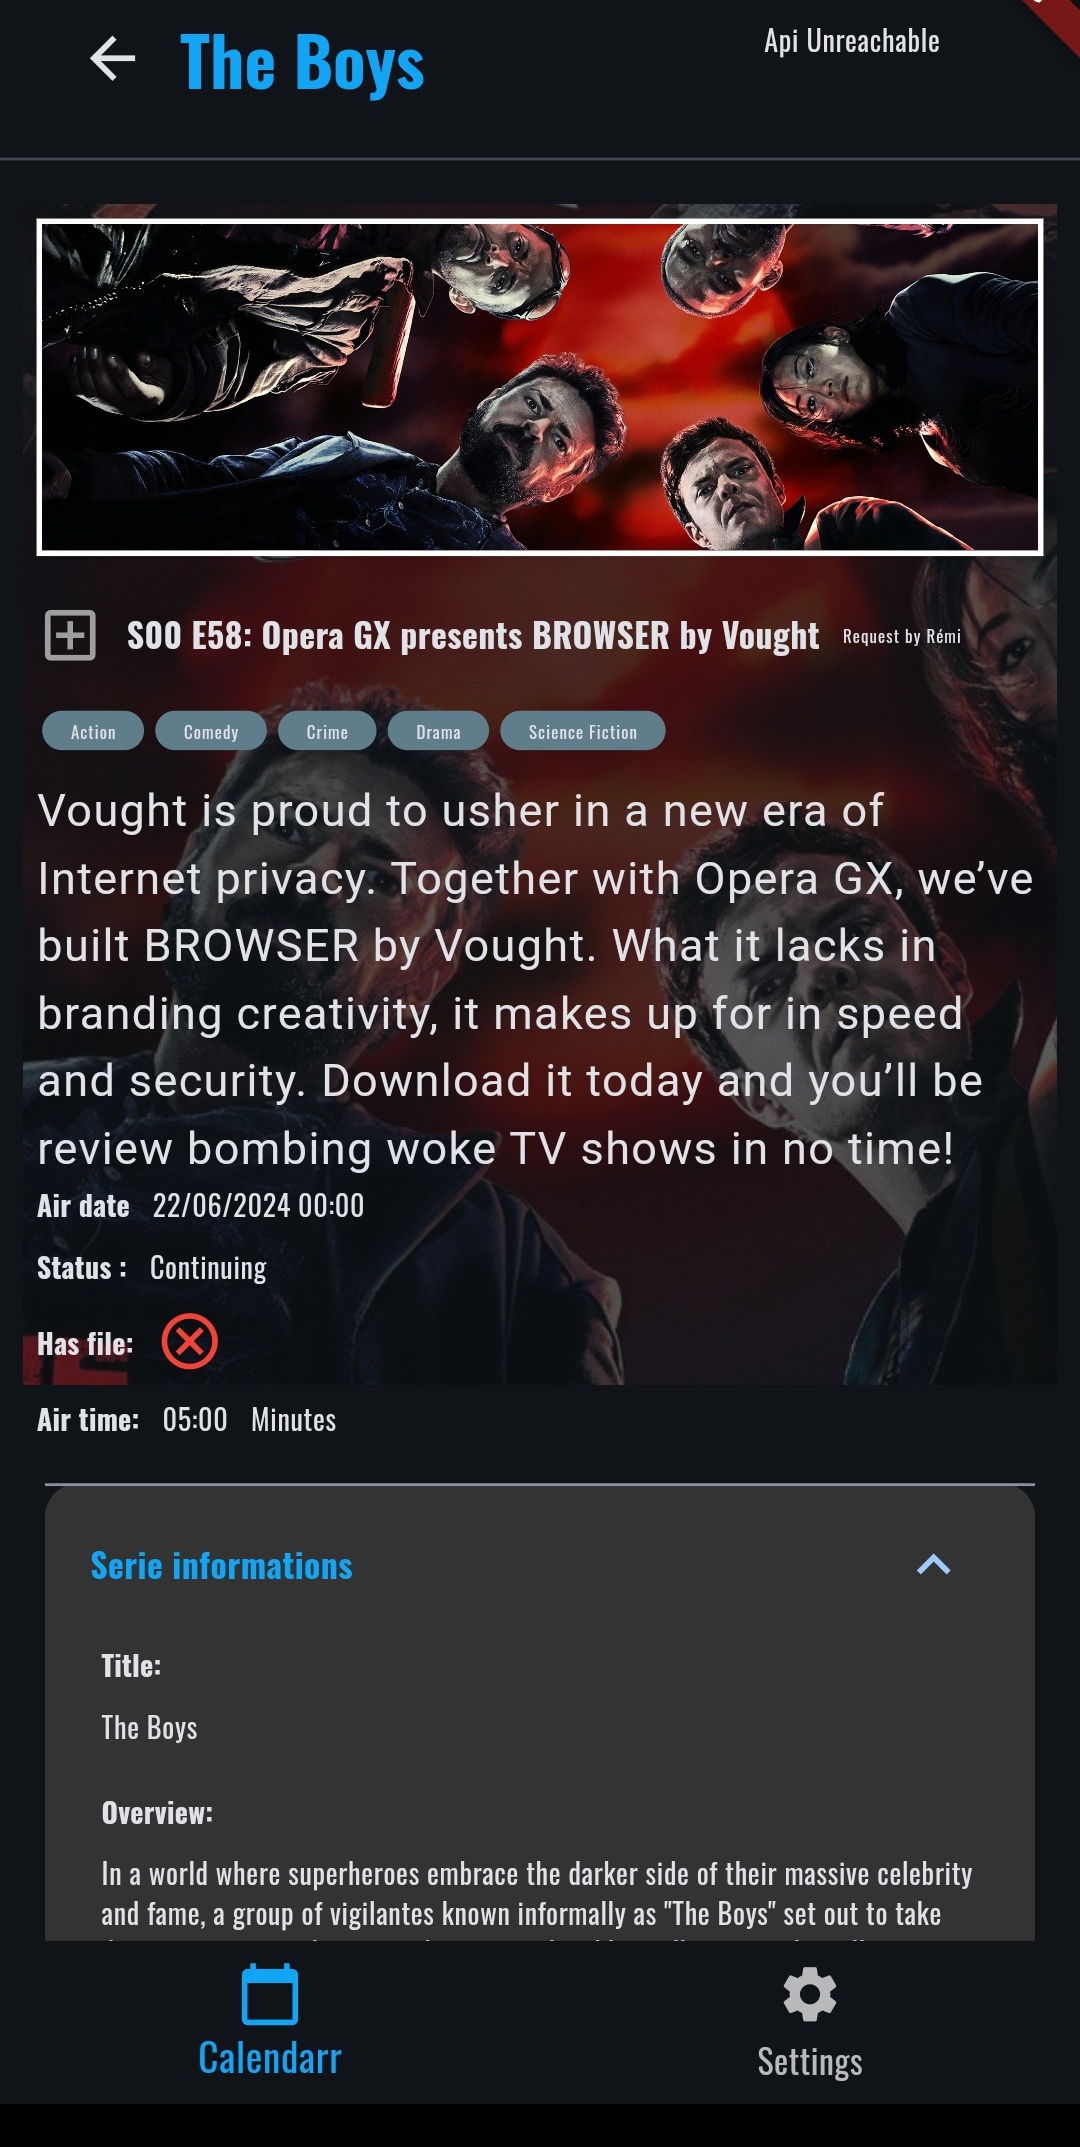 The Boys
Api Unreachable
S00 E58: Opera GX presents BROWSER by Vought
Request by Rémi
Action
Comedy
Crime
Drama
Science Fiction
Vought is proud to usher in a new era of
Internet privacy. Together with Opera GX, we’ve
built BROWSER by Vought. What it lacks in
branding creativity, it makes up for in speed
and security. Download it today and you’ll be
review bombing woke TV shows in no time!
Air date 22/06/2024 00:00
Status : Continuing
Has file:
Air time: 05:00 Minutes
Serie informations
Title:
The Boys
Overview:
In a world where superheroes embrace the darker side of their massive celebrity
and fame, a group of vigilantes known informally as "The Boys" set out to take
Calendarr
Settings